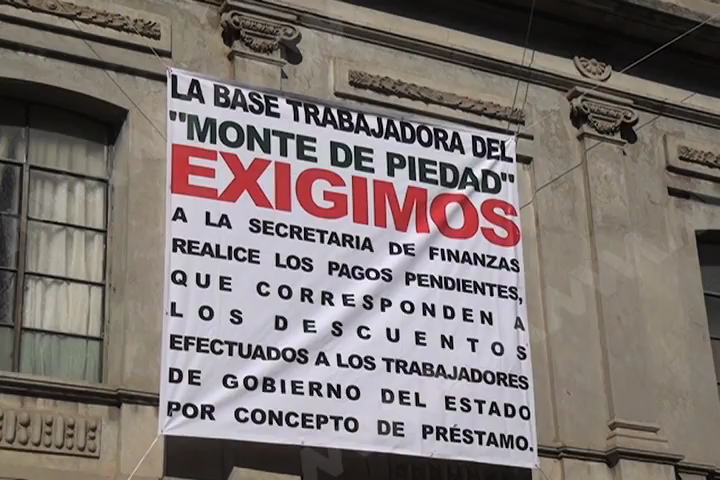 LA BASE TRABAJADORA DEL
"MONTE DE PIEDAD"
EXIGIMOS
A LA SECRETARIA DE FINANZAS
REALICE LOS PAGOS PENDIENTES,
QUE CORRESPONDEN A
LOS DESCUENTOS
EFECTUADOS A LOS TRABAJADORES
DE GOBIERNO DEL ESTADO
POR CONCEPTO DE PRÉSTAMO.